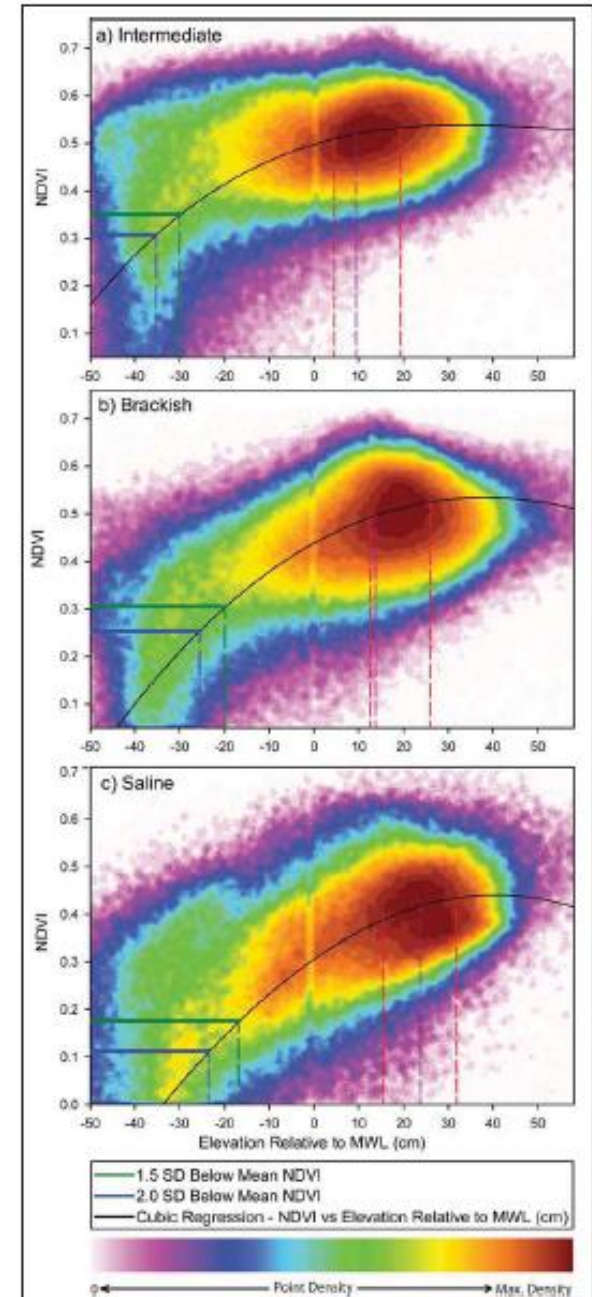 a) Intermediate
0.7
0.6
0.5
0.4
0.3
0.2
0.1
NDVI
-50 -40 -30 -20 -10 0 10 20 30 40 50
b) Brackish
0.7
0.6
0.5
0.4
0.3
0.2
0.1
NDVI
-50 -40 -30 -20 -10 0 10 20 30 40 50
c) Saline
0.7
0.6
0.5
0.4
0.3
0.2
0.1
0.0
NDVI
-50 -40 -30 -20 -10 0 10 20 30 40 50
Elevation Relative to MWL (cm)
1.5 SD Below Mean NDVI
2.0 SD Below Mean NDVI
Cubic Regression - NDVI vs Elevation Relative to MWL (cm)
0 Point Density Max. Density